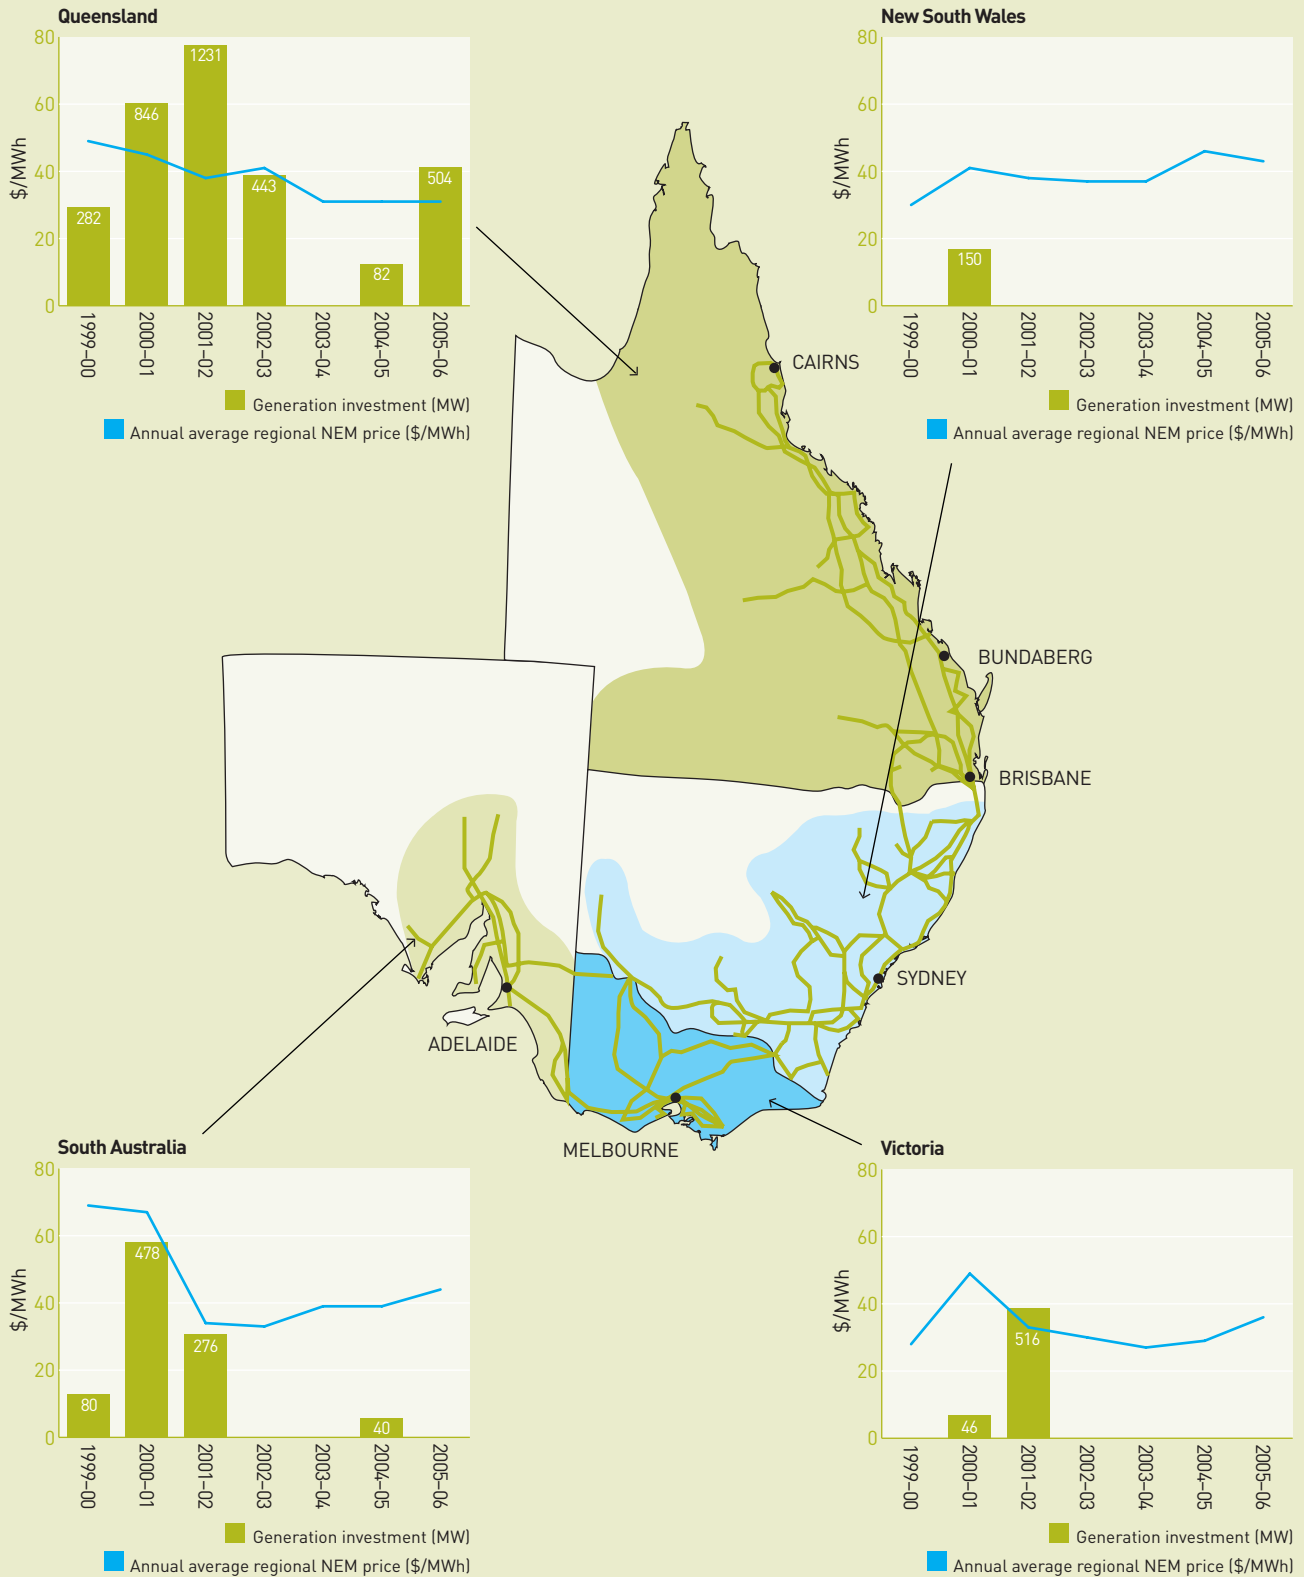 Queensland
80
60
40
20
0
$/MWh
282
846
1231
443
82
504
1999–00
2000–01
2001–02
2002–03
2003–04
2004–05
2005–06
Generation investment (MW)
Annual average regional NEM price ($/MWh)
New South Wales
80
60
40
20
0
$/MWh
150
1999–00
2000–01
2001–02
2002–03
2003–04
2004–05
2005–06
Generation investment (MW)
Annual average regional NEM price ($/MWh)
CAIRNS
BUNDABERG
BRISBANE
SYDNEY
ADELAIDE
MELBOURNE
South Australia
80
60
40
20
0
$/MWh
80
478
276
40
1999–00
2000–01
2001–02
2002–03
2003–04
2004–05
2005–06
Generation investment (MW)
Annual average regional NEM price ($/MWh)
Victoria
80
60
40
20
0
$/MWh
46
516
1999–00
2000–01
2001–02
2002–03
2003–04
2004–05
2005–06
Generation investment (MW)
Annual average regional NEM price ($/MWh)